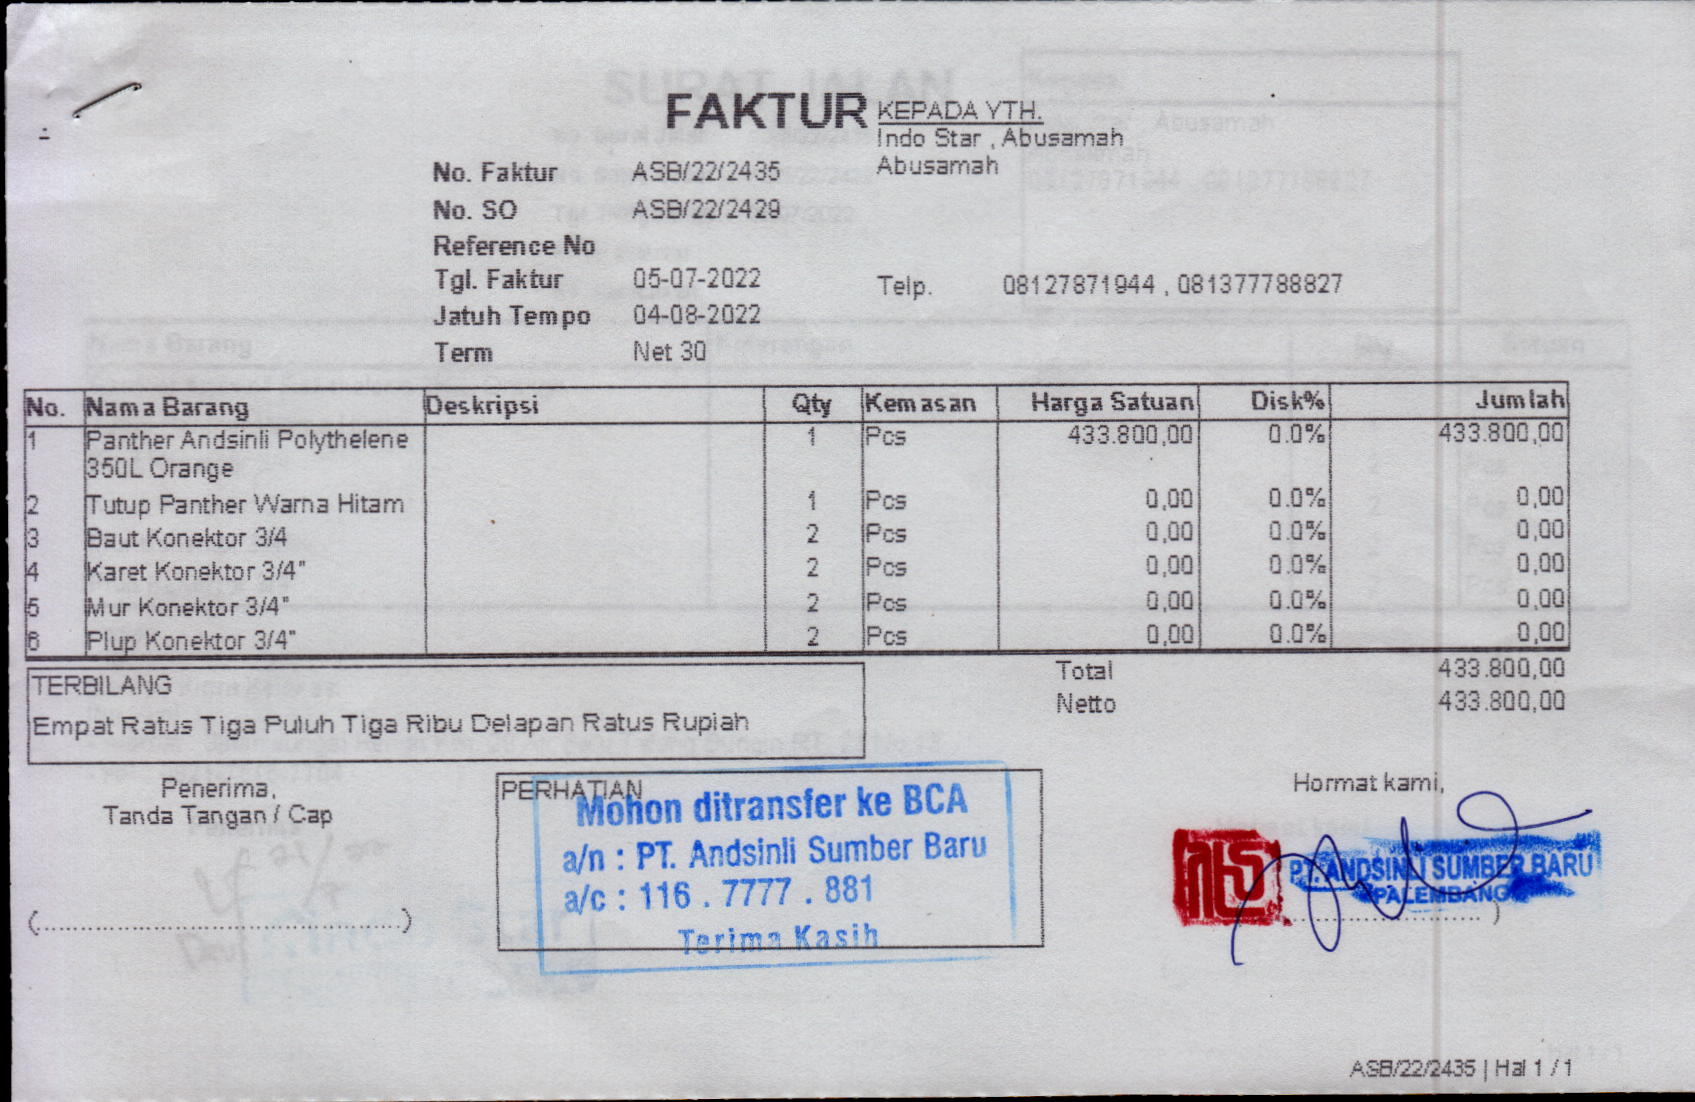 FAKTUR
KEPADA YTH.
Indo Star , Abusamah
Abusamah
No. Faktur ASB/22/2435
No. SO ASB/22/2429
Reference No
Tgl. Faktur 05-07-2022
Telp. 08127871944 , 081377788827
Jatuh Tempo 04-08-2022
Term Net 30
No. Nama Barang Deskripsi Qty Kemasan Harga Satuan Disk% Jumlah
1 Panther Andsinli Polythelene 1 Pcs 433.800,00 0.0% 433.800,00
350L Orange
2 Tutup Panther Warna Hitam 1 Pcs 0,00 0.0% 0,00
3 Baut Konektor 3/4 2 Pcs 0,00 0.0% 0,00
4 Karet Konektor 3/4" 2 Pcs 0,00 0.0% 0,00
5 Mur Konektor 3/4" 2 Pcs 0,00 0.0% 0,00
6 Plup Konektor 3/4" 2 Pcs 0,00 0.0% 0,00
Total 433.800,00
Netto 433.800,00
TERBILANG
Empat Ratus Tiga Puluh Tiga Ribu Delapan Ratus Rupiah
Penerima,
Tanda Tangan / Cap
(..........................................)
PERHATIAN
Mohon ditransfer ke BCA
a/n : PT. Andsinli Sumber Baru
a/c : 116 . 7777 . 881
Terima Kasih
Hormat kami,
PT. ANDSINLI SUMBER BARU
PALEMBANG
ASB/22/2435 | Hal 1 / 1